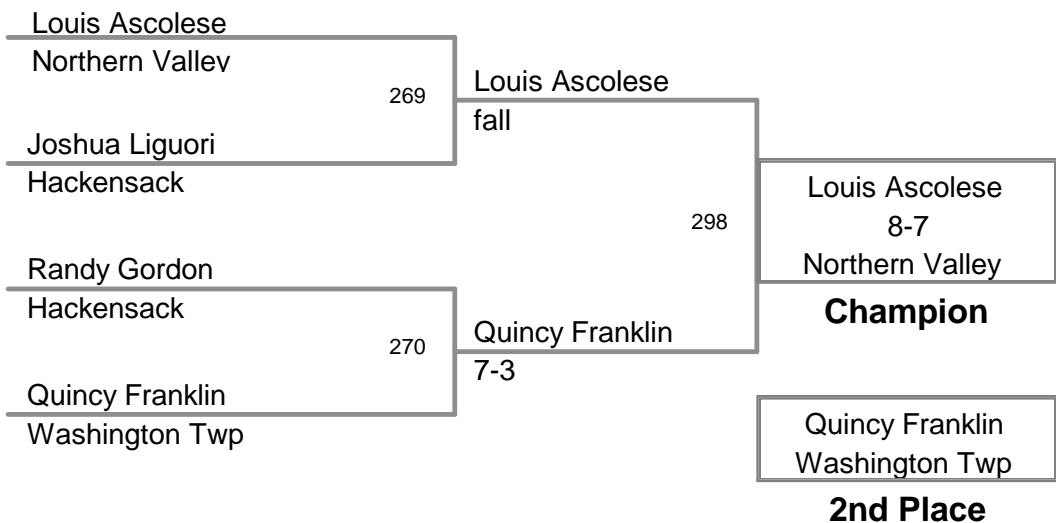 Louis Ascolese
Northern Valley
269
Joshua Liguori
Hackensack
Louis Ascolese
fall
Randy Gordon
Hackensack
270
Quincy Franklin
Washington Twp
Quincy Franklin
7-3
298
Louis Ascolese
8-7
Northern Valley
Champion
Quincy Franklin
Washington Twp
2nd Place